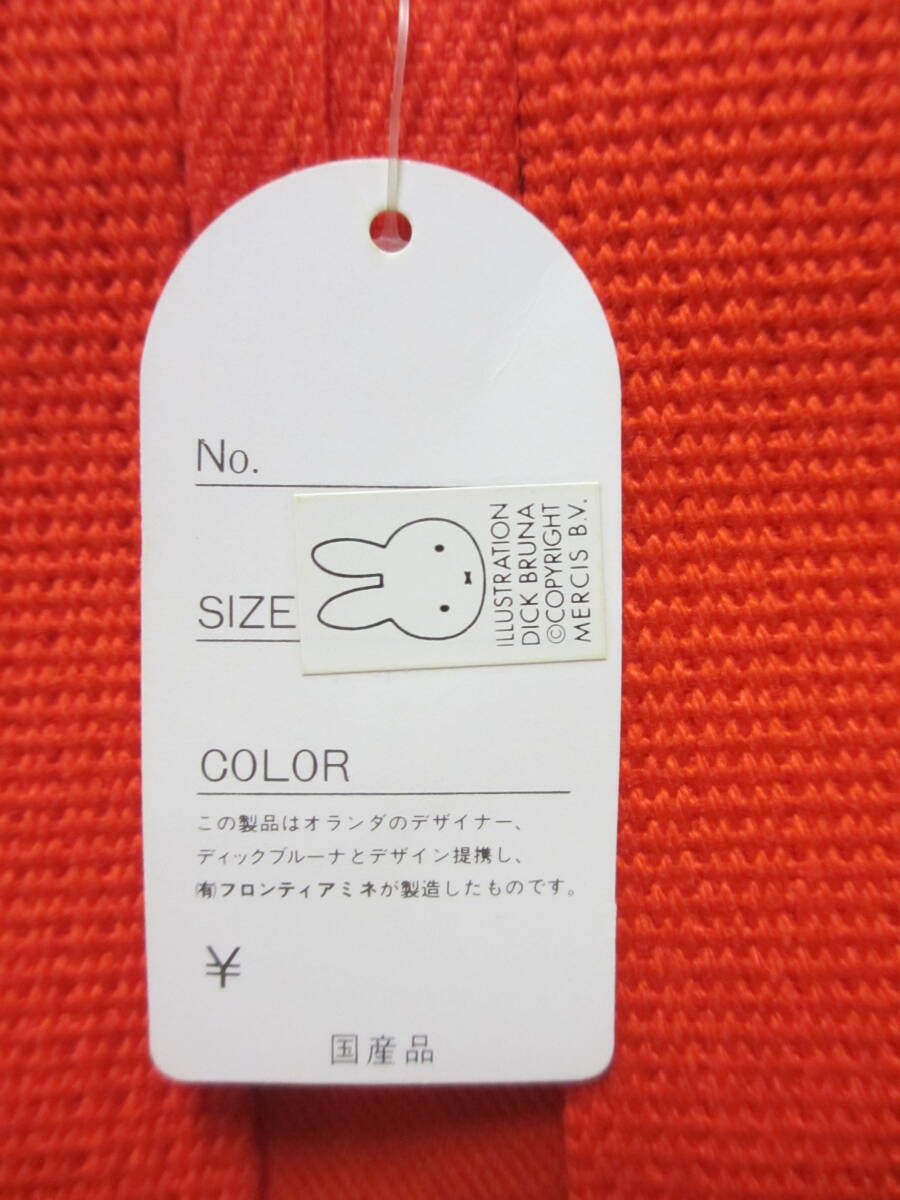 No.
SIZE
ILLUSTRATION
DICK BRUNA
©COPYRIGHT
MERCIS B.V.
COLOR
この製品はオランダのデザイナー、
ディックブルーナとデザイン提携し、
㈲フロンティアミネが製造したものです。
¥
国産品